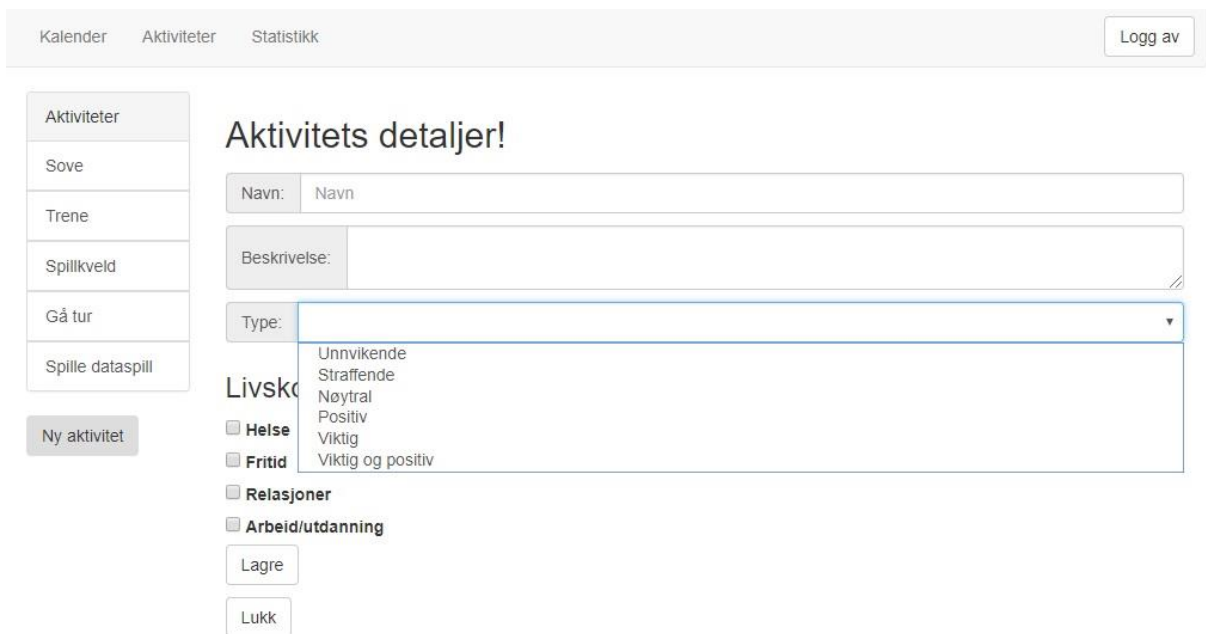 Kalender Aktiviteter Statistikk Logg av
Aktiviteter
Sove
Trene
Spillkveld
Gå tur
Spille dataspill
Ny aktivitet
Aktivitets detaljer!
Navn: Navn
Beskrivelse:
Type:
Unnvikende
Straffende
Nøytral
Positiv
Viktig
Viktig og positiv
Helse
Fritid
Relasjoner
Arbeid/utdanning
Lagre
Lukk